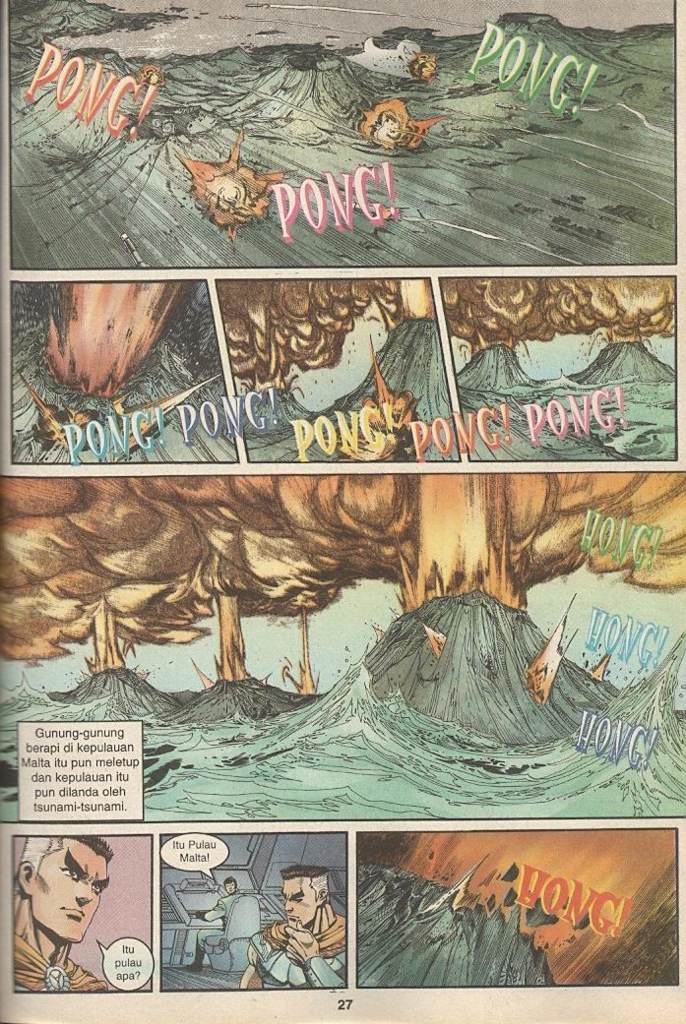 PONG!
PONG!
PONG!
PONG!
PONG!
PONG!
PONG!
PONG!
HONG!
HONG!
HONG!
Gunung-gunung
berapi di kepulauan
Malta itu pun meletup
dan kepulauan itu
pun dilanda oleh
tsunami-tsunami.
Itu
pulau
apa?
Itu Pulau
Malta!
HONG!
27